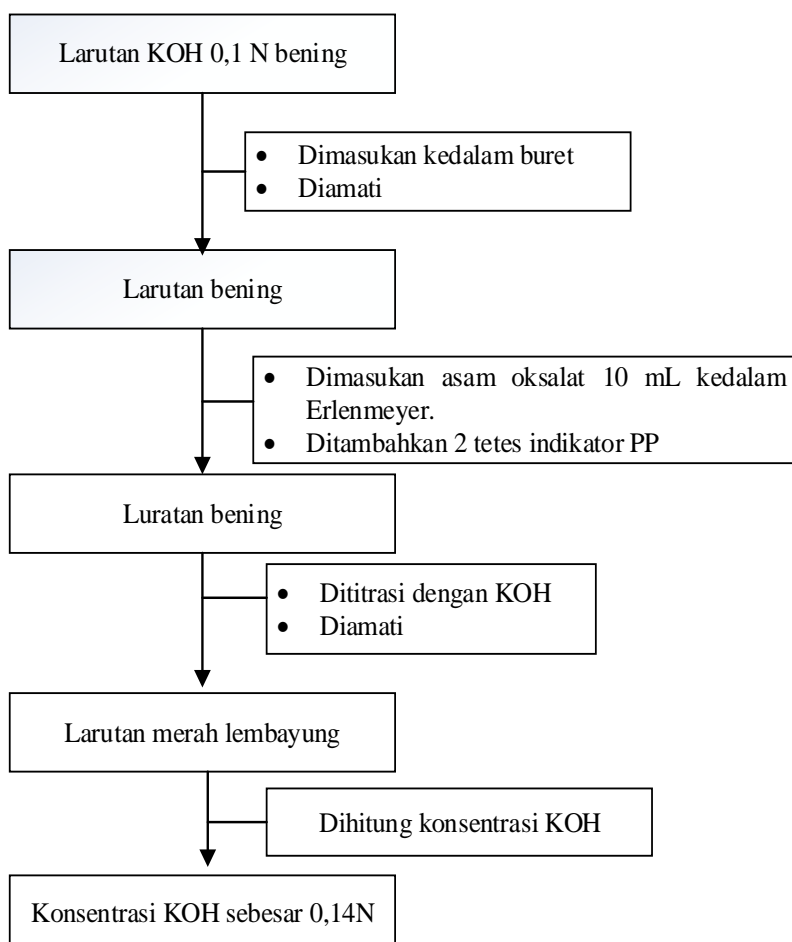 Larutan KOH 0,1 N bening
• Dimasukan kedalam buret
• Diamati
Larutan bening
• Dimasukan asam oksalat 10 mL kedalam
Erlenmeyer.
• Ditambahkan 2 tetes indikator PP
Luratan bening
• Dititrasi dengan KOH
• Diamati
Larutan merah lembayung
Dihitung konsentrasi KOH
Konsentrasi KOH sebesar 0,14N